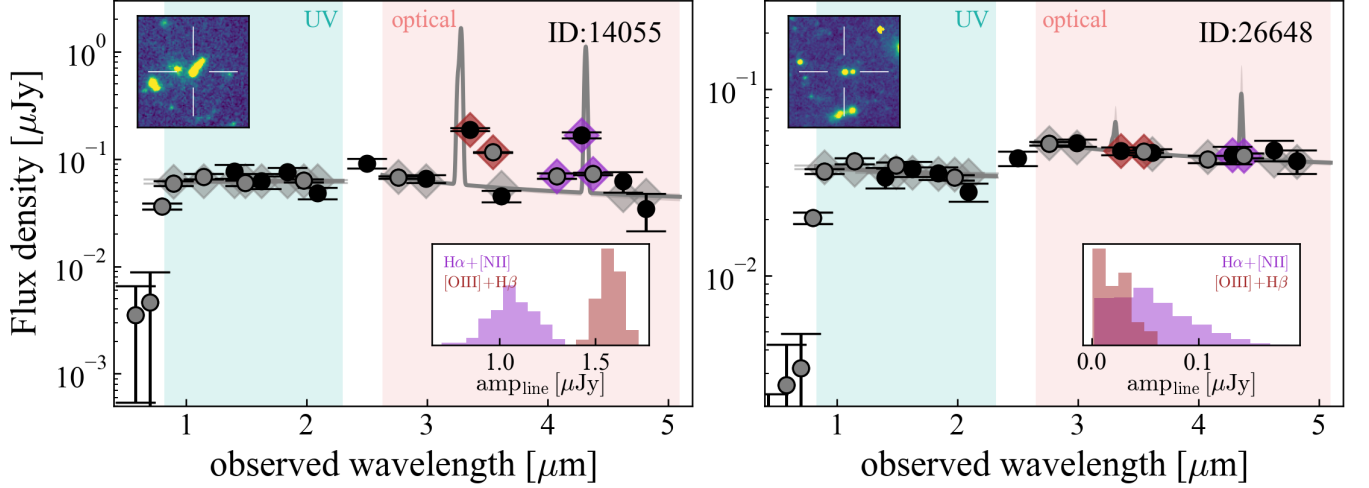 UV
optical
ID:14055
Hα+[NII]
[OIII]+Hβ
1.0
1.5
amp_line [μJy]
10^0
10^−1
10^−2
10^−3
Flux density [μJy]
1
2
3
4
5
observed wavelength [μm]
UV
optical
ID:26648
Hα+[NII]
[OIII]+Hβ
0.0
0.1
amp_line [μJy]
10^−1
10^−2
1
2
3
4
5
observed wavelength [μm]